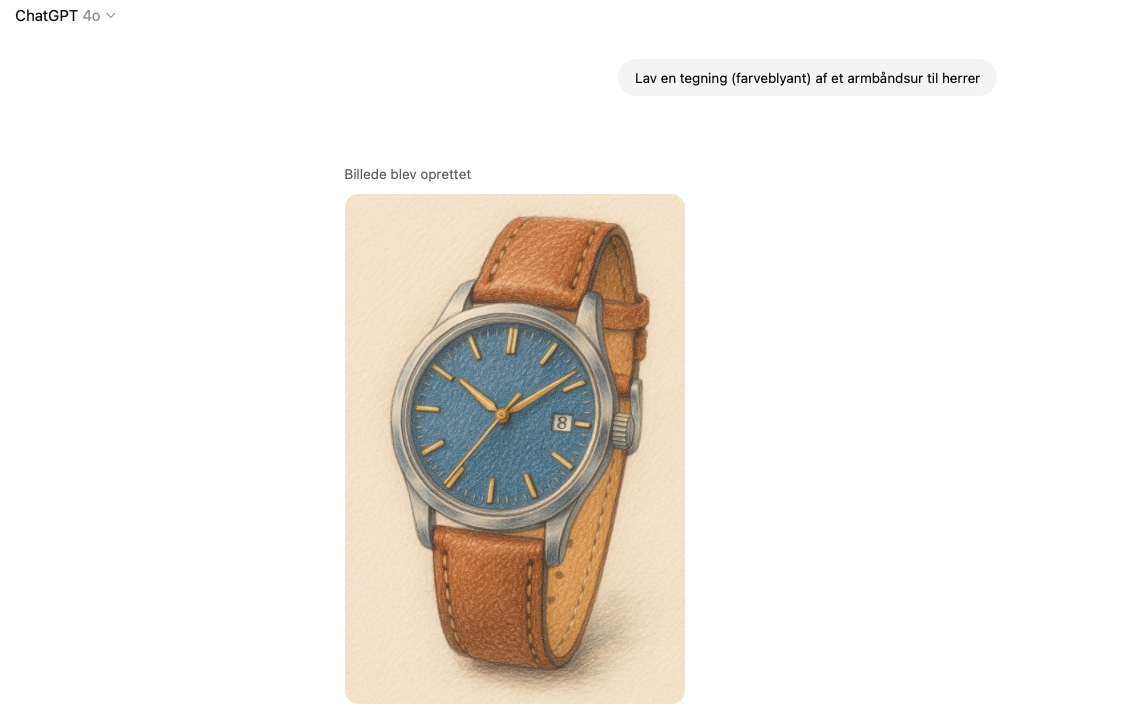 ChatGPT 4o
Lav en tegning (farveblyant) af et armbåndsur til herrer
Billede blev oprettet
8